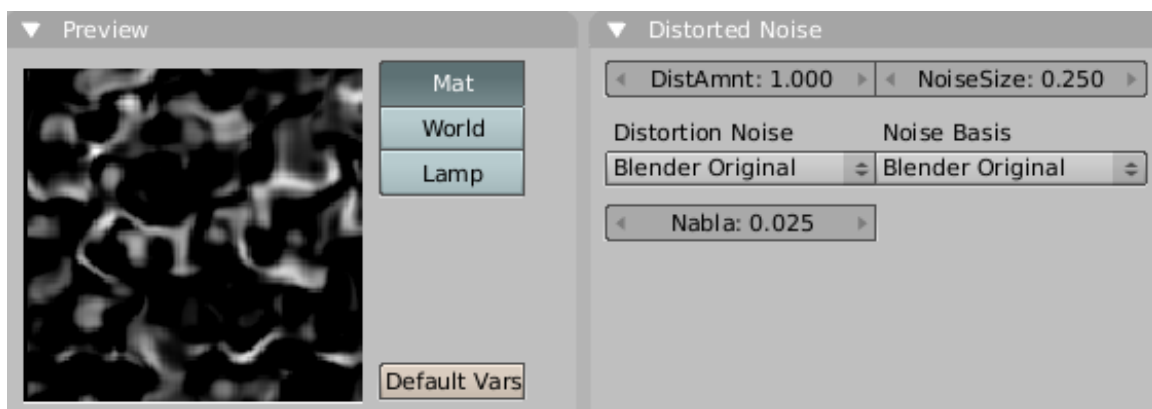 Preview
Mat
World
Lamp
Default Vars
Distorted Noise
DistAmnt: 1.000 NoiseSize: 0.250
Distortion Noise Noise Basis
Blender Original Blender Original
Nabla: 0.025